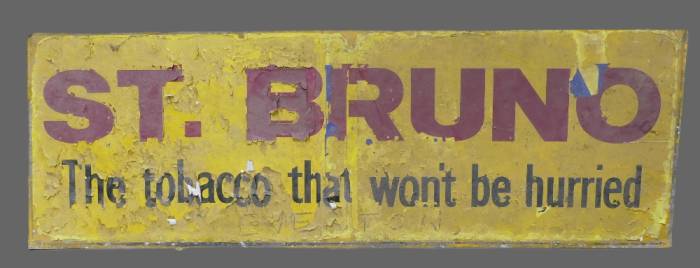 ST. BRUNO
The tobacco that won't be hurried